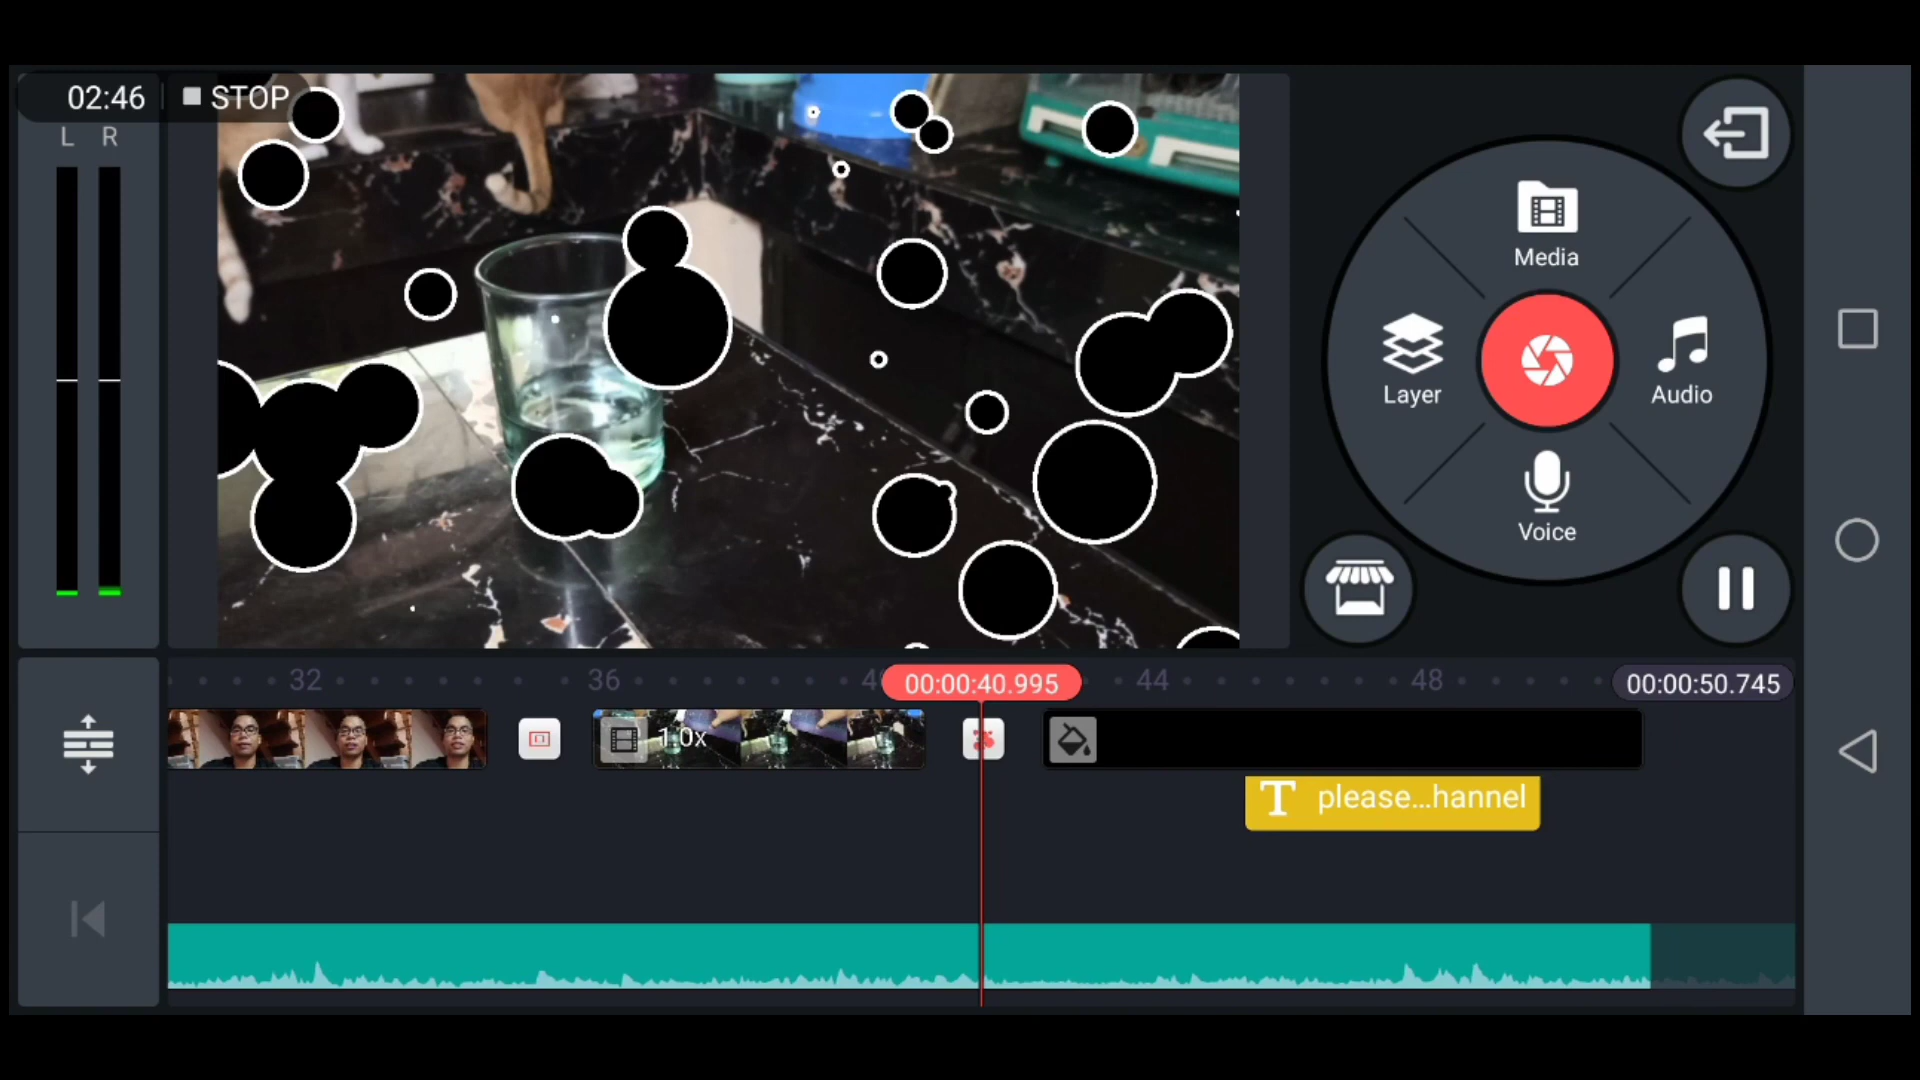 02:46 STOP
L R
Media
Layer
Audio
Voice
32 36 40 44 48
00:00:40.995
00:00:50.745
1.0x
T please...hannel